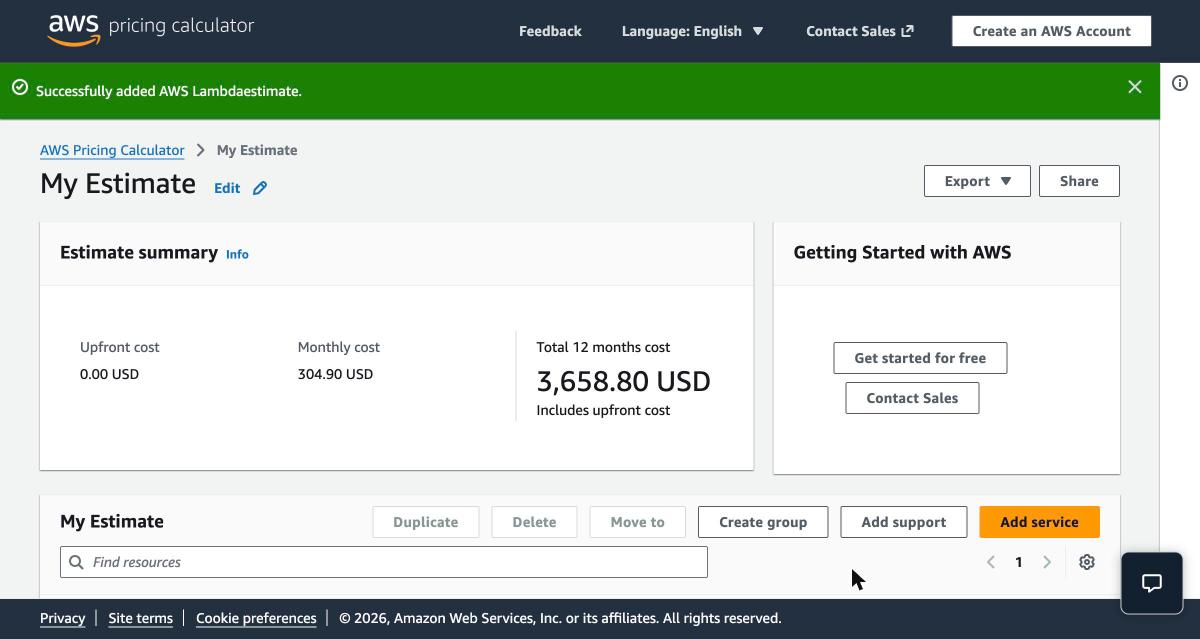 aws pricing calculator
Feedback
Language: English
Contact Sales
Create an AWS Account
Successfully added AWS Lambdaestimate.
AWS Pricing Calculator
My Estimate
My Estimate
Edit
Export
Share
Estimate summary
Info
Upfront cost
0.00 USD
Monthly cost
304.90 USD
Total 12 months cost
3,658.80 USD
Includes upfront cost
Getting Started with AWS
Get started for free
Contact Sales
My Estimate
Duplicate
Delete
Move to
Create group
Add support
Add service
Find resources
1
Privacy
Site terms
Cookie preferences
© 2026, Amazon Web Services, Inc. or its affiliates. All rights reserved.